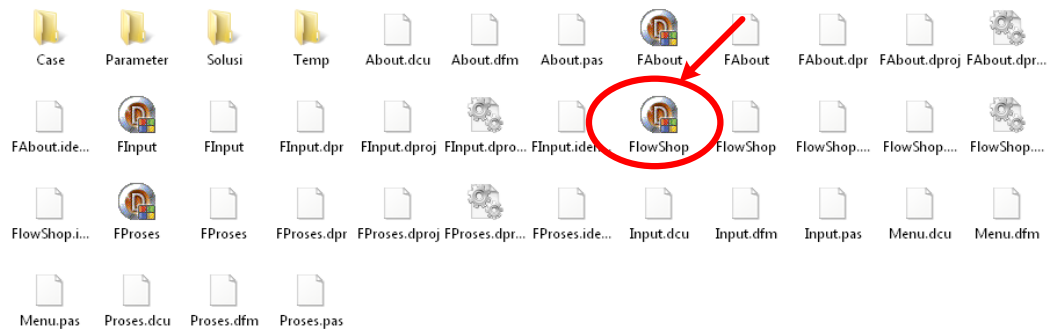 Case Parameter Solusi Temp About.dcu About.dfm About.pas FAbout FAbout FAbout.dpr FAbout.dproj FAbout.dpr...
FAbout.ide... FInput FInput FInput.dpr FInput.dproj FInput.dpro... FInput.iden... FlowShop FlowShop FlowShop.... FlowShop.... FlowShop....
FlowShop.i... FProses FProses FProses.dpr FProses.dproj FProses.dpr... FProses.ide... Input.dcu Input.dfm Input.pas Menu.dcu Menu.dfm
Menu.pas Proses.dcu Proses.dfm Proses.pas